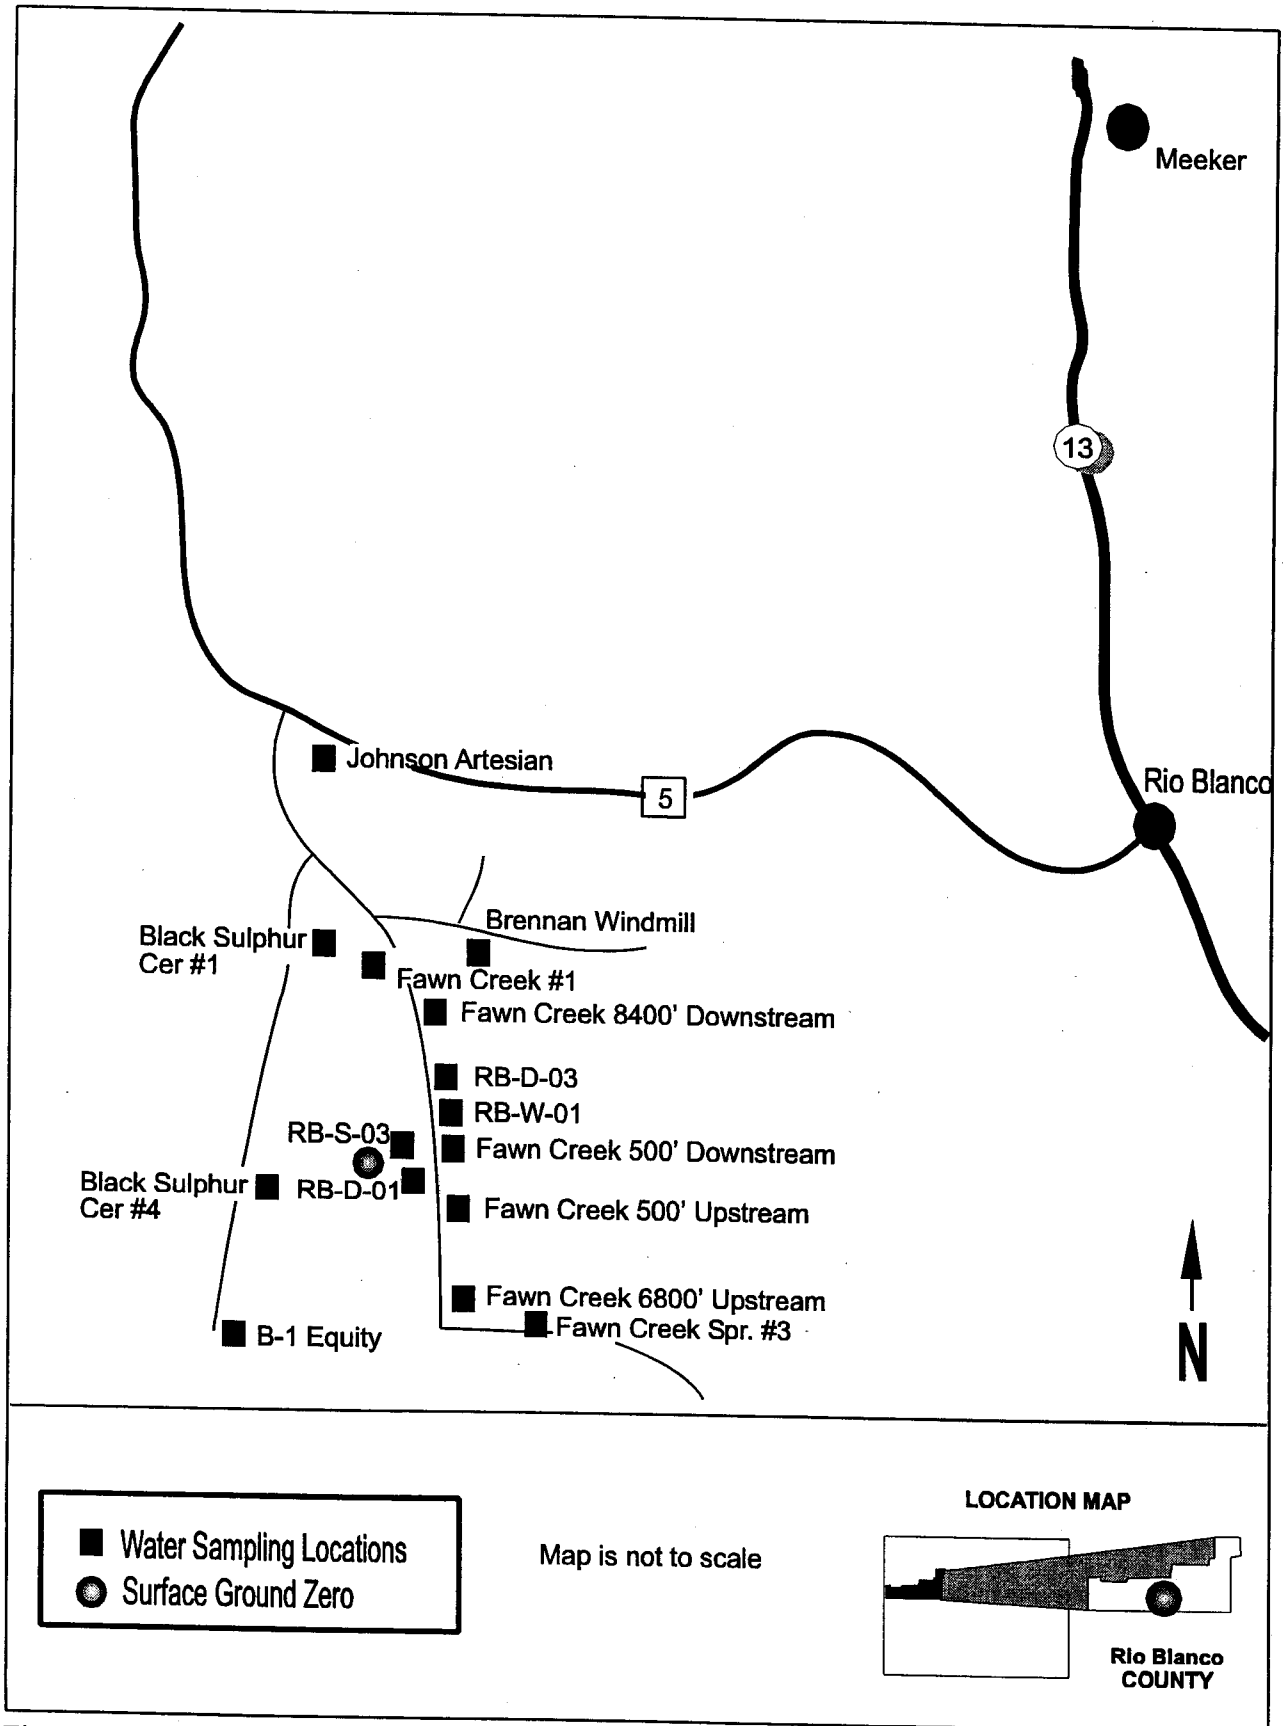 Meeker
13
Johnson Artesian
5
Rio Blanco
Brennan Windmill
Black Sulphur
Cer #1
Fawn Creek #1
Fawn Creek 8400' Downstream
RB-D-03
RB-W-01
RB-S-03
Fawn Creek 500' Downstream
Black Sulphur
Cer #4
RB-D-01
Fawn Creek 500' Upstream
Fawn Creek 6800' Upstream
Fawn Creek Spr. #3
B-1 Equity
N
Water Sampling Locations
Surface Ground Zero
Map is not to scale
LOCATION MAP
Rio Blanco
COUNTY